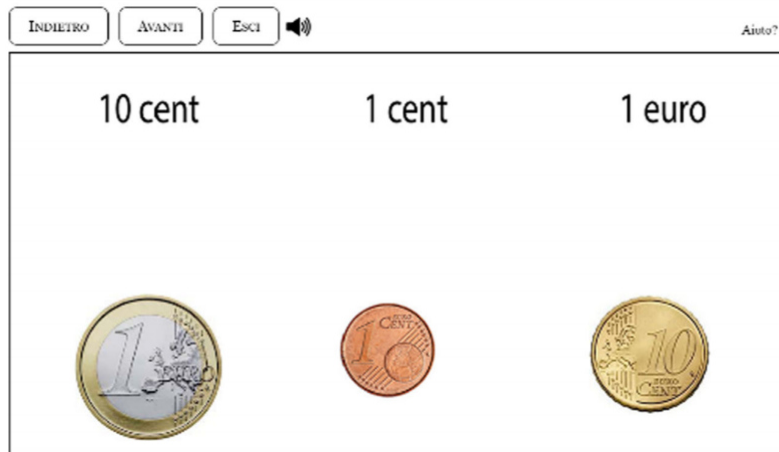 INDIETRO AVANTI ESCI Aiuto?
10 cent 1 cent 1 euro
1 EURO
1 EURO CENT
10 EURO CENT